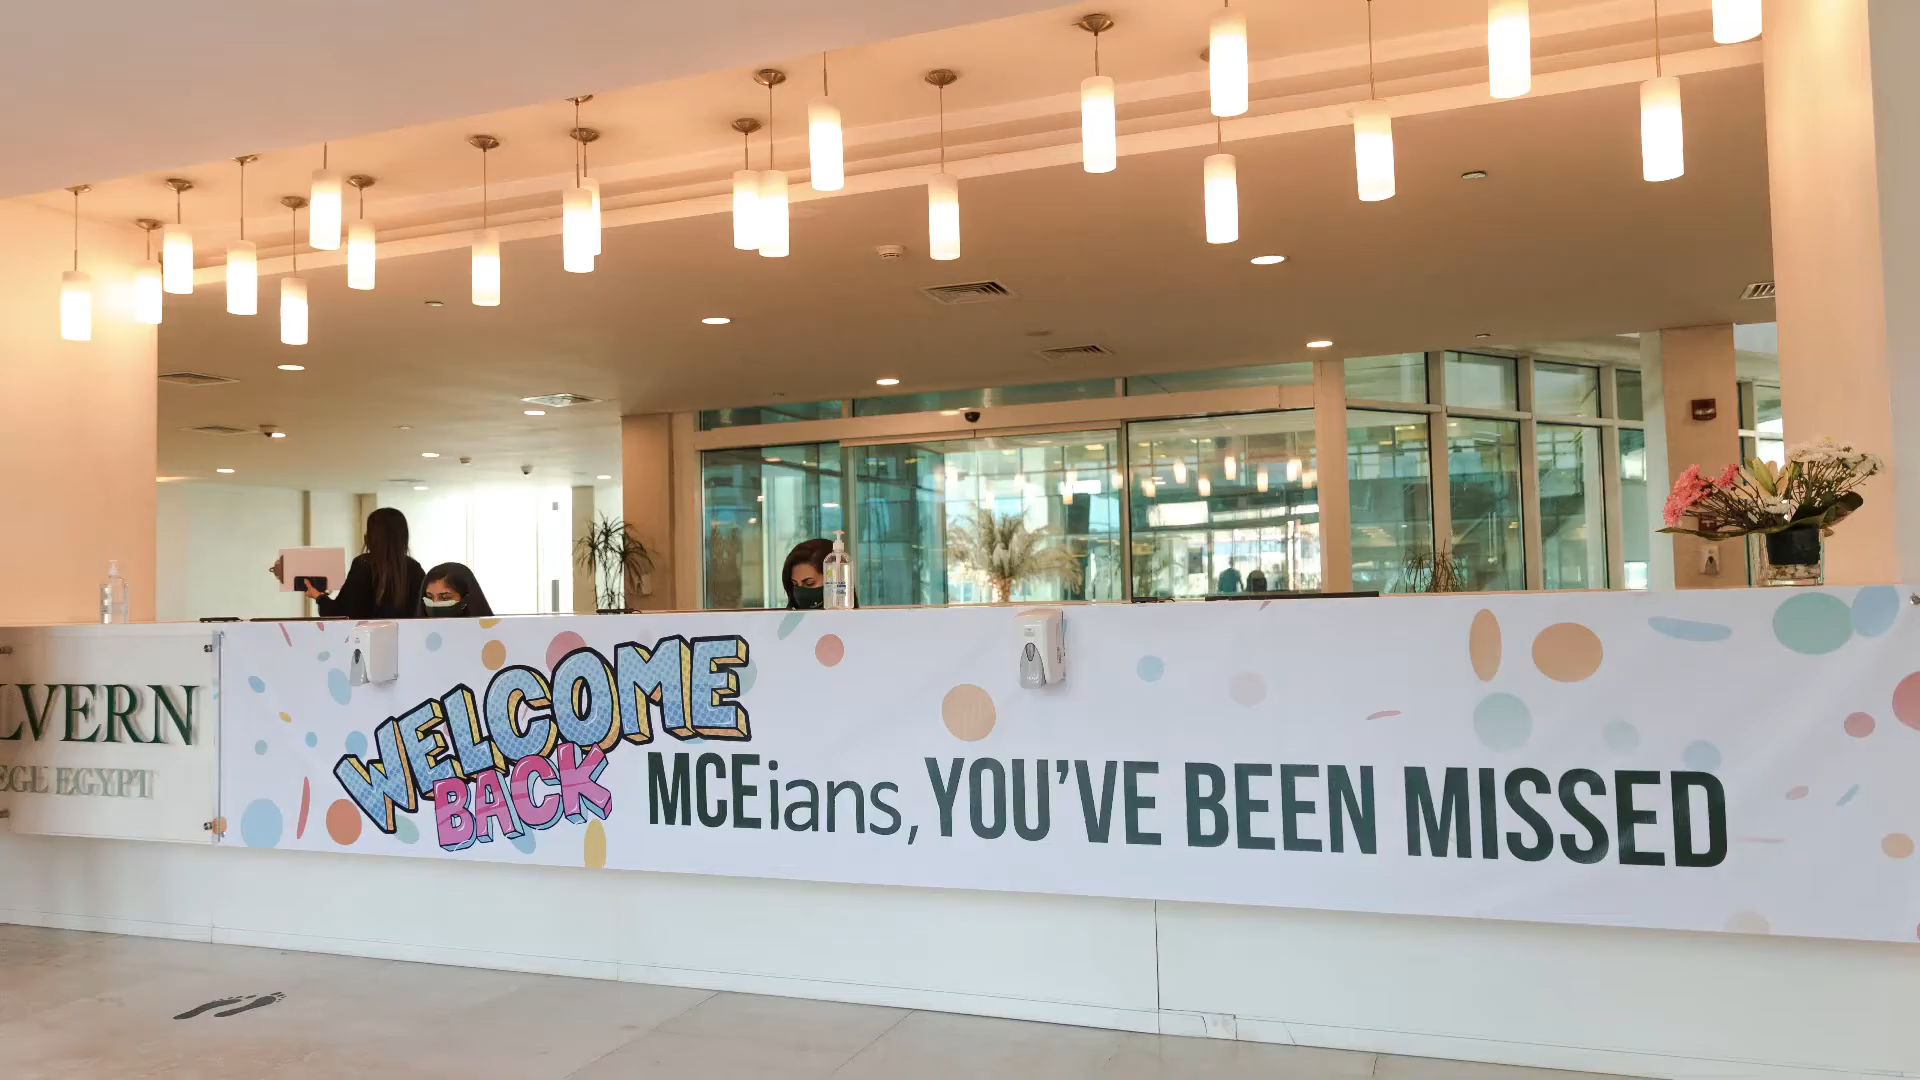 LVERN
EGE EGYPT
WELCOME
BACK
MCEians, YOU'VE BEEN MISSED